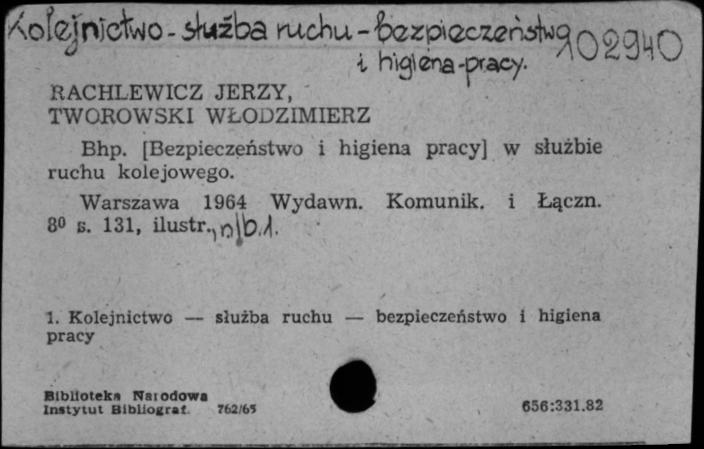 Kolejnictwo - służba ruchu - bezpieczeństwo
i higiena-pracy.
102940
RACHLEWICZ JERZY,
TWOROWSKI WŁODZIMIERZ
Bhp. [Bezpieczeństwo i higiena pracy] w służbie
ruchu kolejowego.
Warszawa 1964 Wydawn. Komunik. i Łączn.
8⁰ s. 131, ilustr., nlb.1.
1. Kolejnictwo — służba ruchu — bezpieczeństwo i higiena
pracy
Biblioteka Narodowa
Instytut Bibliograf. 762/65
656:331.82